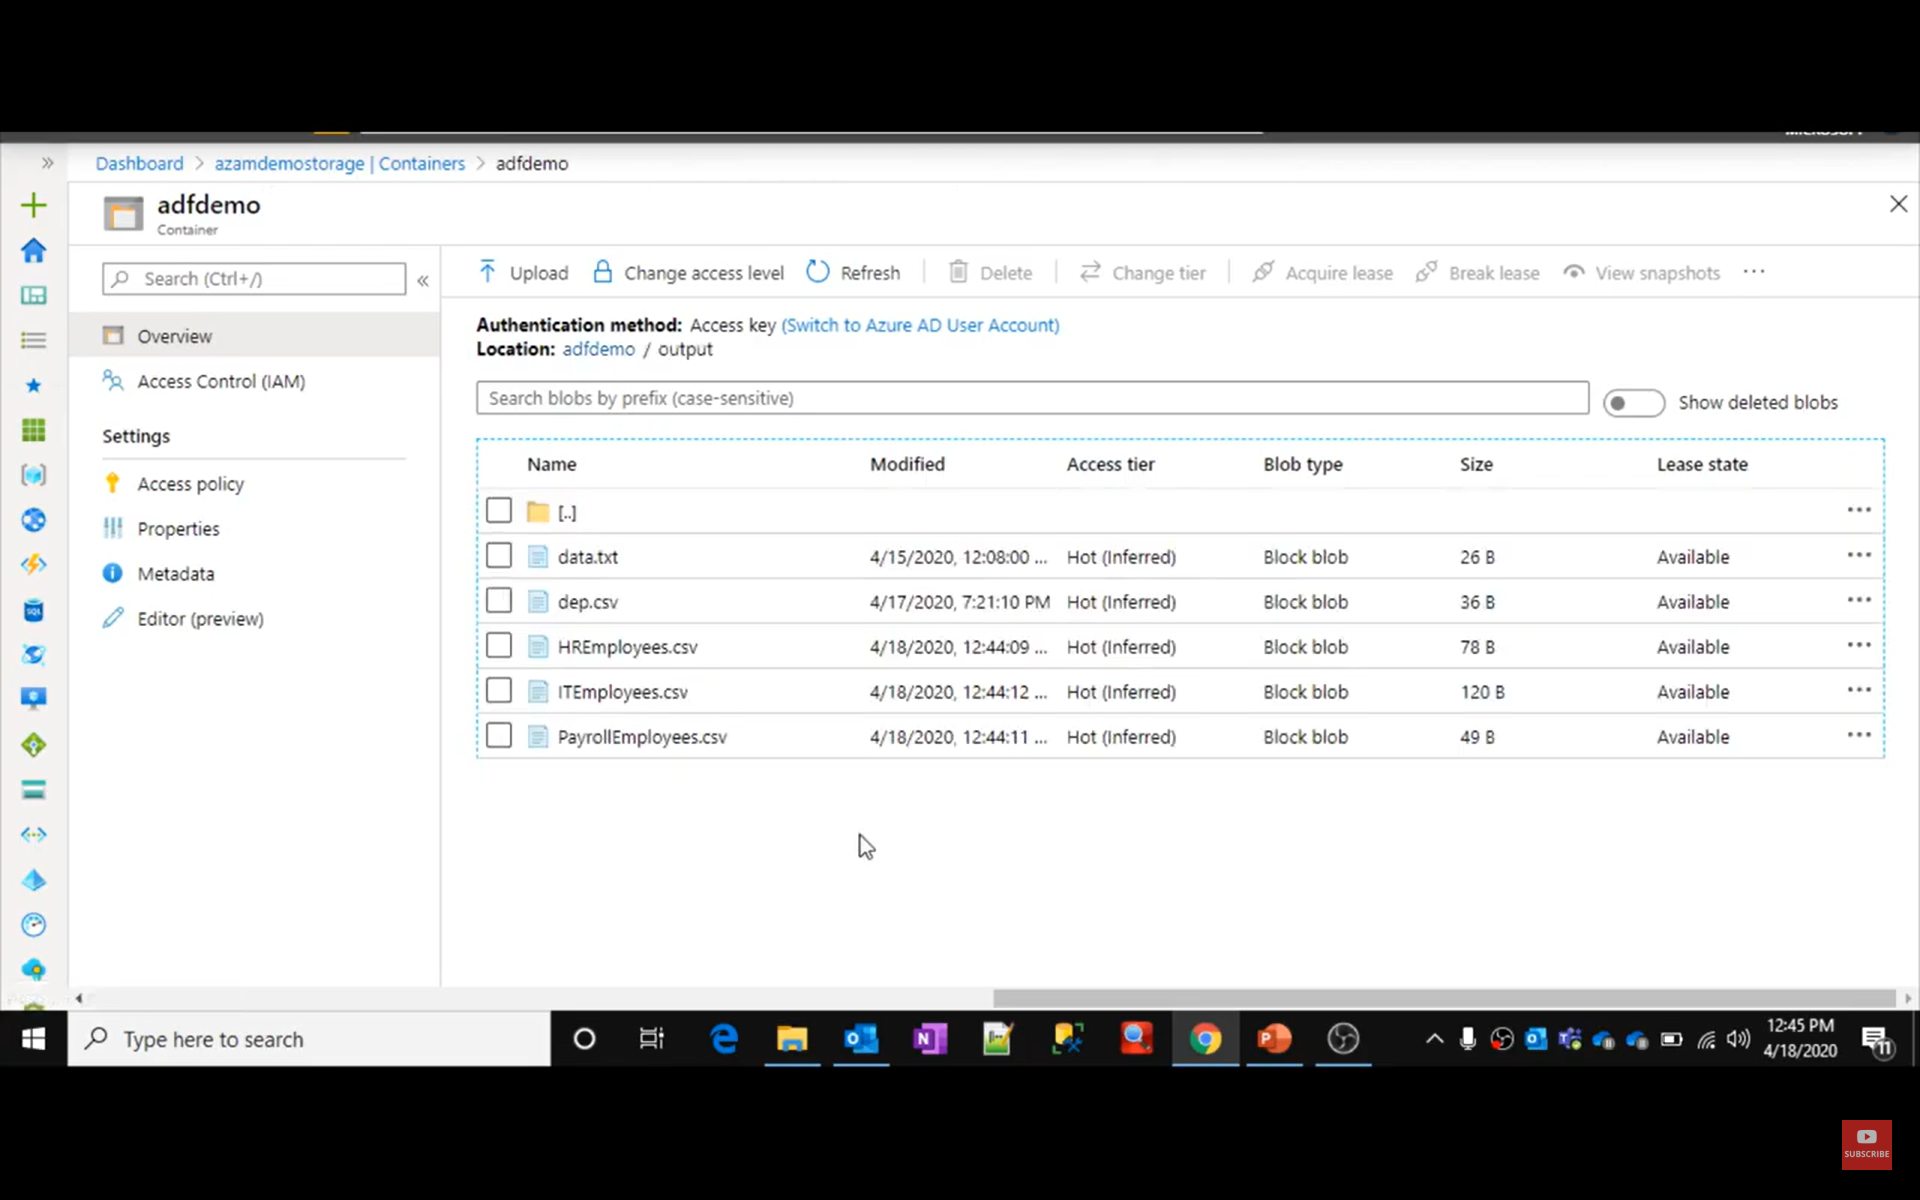 Dashboard > azamdemostorage | Containers > adfdemo
adfdemo
Container
Search (Ctrl+/)
Overview
Access Control (IAM)
Settings
Access policy
Properties
Metadata
Editor (preview)
Upload Change access level Refresh Delete Change tier Acquire lease Break lease View snapshots ...
Authentication method: Access key (Switch to Azure AD User Account)
Location: adfdemo / output
Search blobs by prefix (case-sensitive)
Show deleted blobs
Name Modified Access tier Blob type Size Lease state
[..]
data.txt 4/15/2020, 12:08:00 ... Hot (Inferred) Block blob 26 B Available
dep.csv 4/17/2020, 7:21:10 PM Hot (Inferred) Block blob 36 B Available
HREmployees.csv 4/18/2020, 12:44:09 ... Hot (Inferred) Block blob 78 B Available
ITEmployees.csv 4/18/2020, 12:44:12 ... Hot (Inferred) Block blob 120 B Available
PayrollEmployees.csv 4/18/2020, 12:44:11 ... Hot (Inferred) Block blob 49 B Available
SQL
Type here to search
12:45 PM
4/18/2020
11
SUBSCRIBE